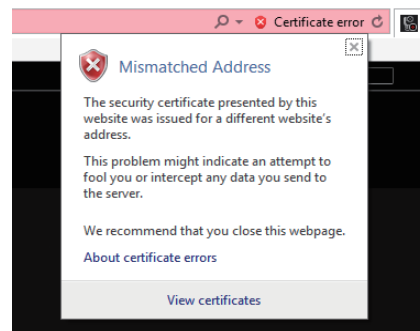 Certificate error
Mismatched Address
The security certificate presented by this
website was issued for a different website's
address.
This problem might indicate an attempt to
fool you or intercept any data you send to
the server.
We recommend that you close this webpage.
About certificate errors
View certificates